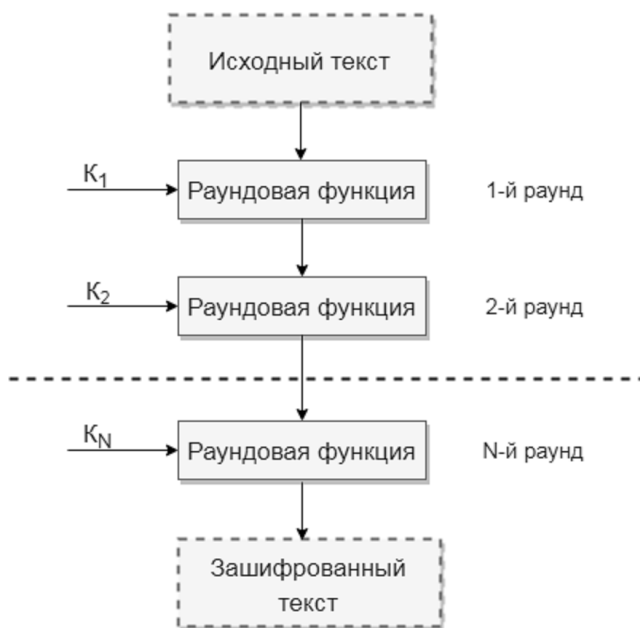 Исходный текст
K1
Раундовая функция
1-й раунд
K2
Раундовая функция
2-й раунд
KN
Раундовая функция
N-й раунд
Зашифрованный
текст